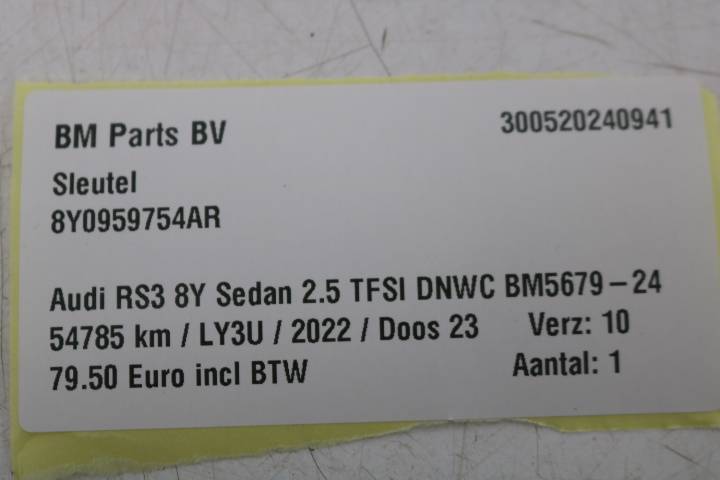 BM Parts BV 300520240941
Sleutel
8Y0959754AR
Audi RS3 8Y Sedan 2.5 TFSI DNWC BM5679-24
54785 km / LY3U / 2022 / Doos 23 Verz: 10
79.50 Euro incl BTW Aantal: 1